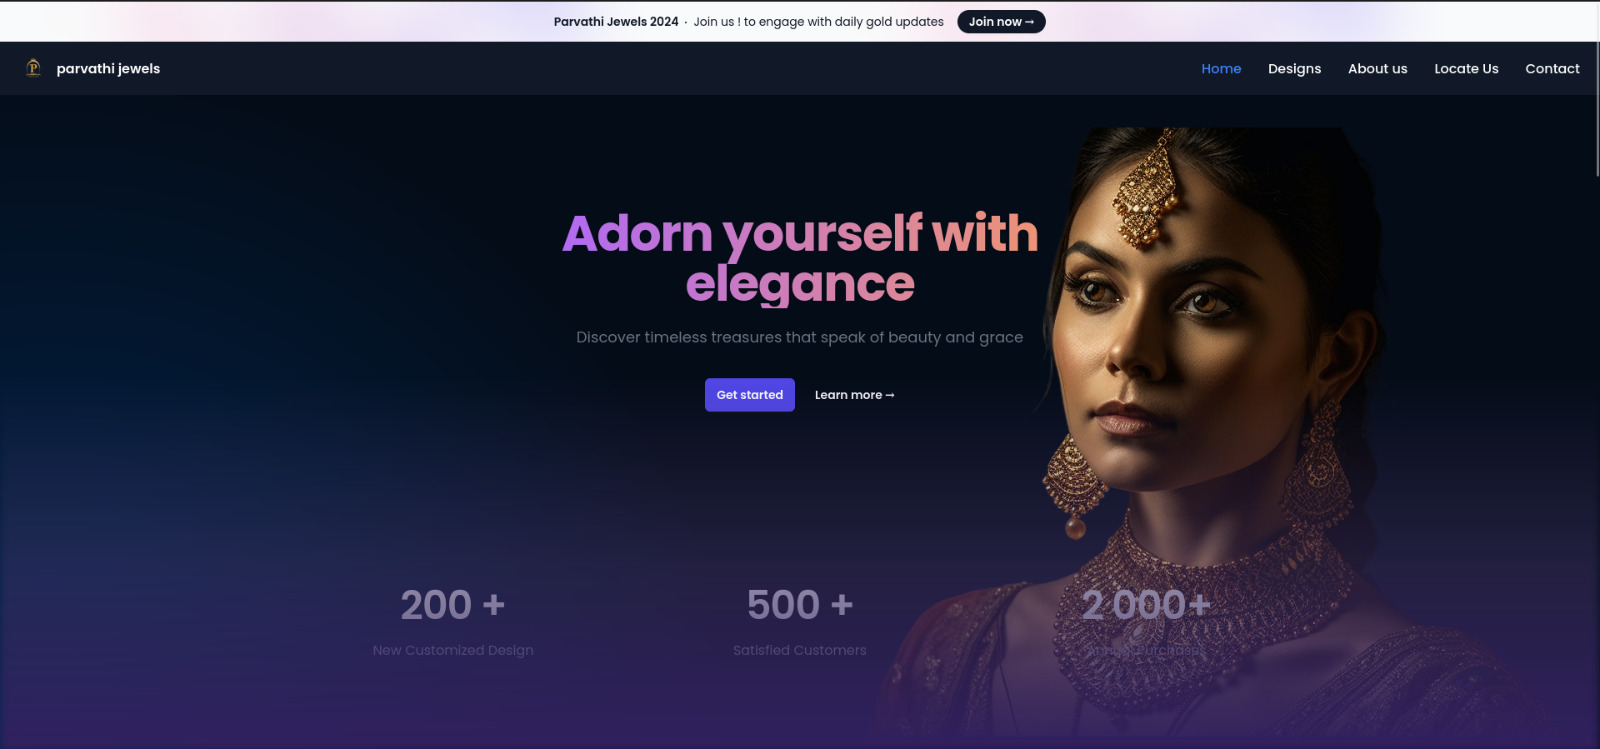 Parvathi Jewels 2024 · Join us ! to engage with daily gold updates Join now →
P parvathi jewels Home Designs About us Locate Us Contact
Adorn yourself with
elegance
Discover timeless treasures that speak of beauty and grace
Get started Learn more →
200 + 500 + 2 000+
New Customized Design Satisfied Customers Annual Purchases